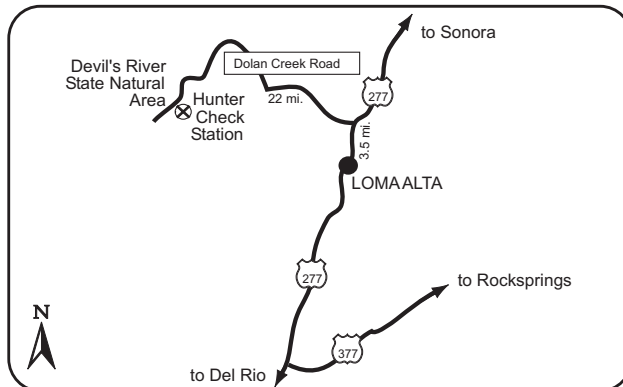 to Sonora
Dolan Creek Road
Devil's River
State Natural
Area
277
22 mi.
Hunter
Check
Station
3.5 mi.
LOMA ALTA
277
to Rocksprings
N
377
to Del Rio